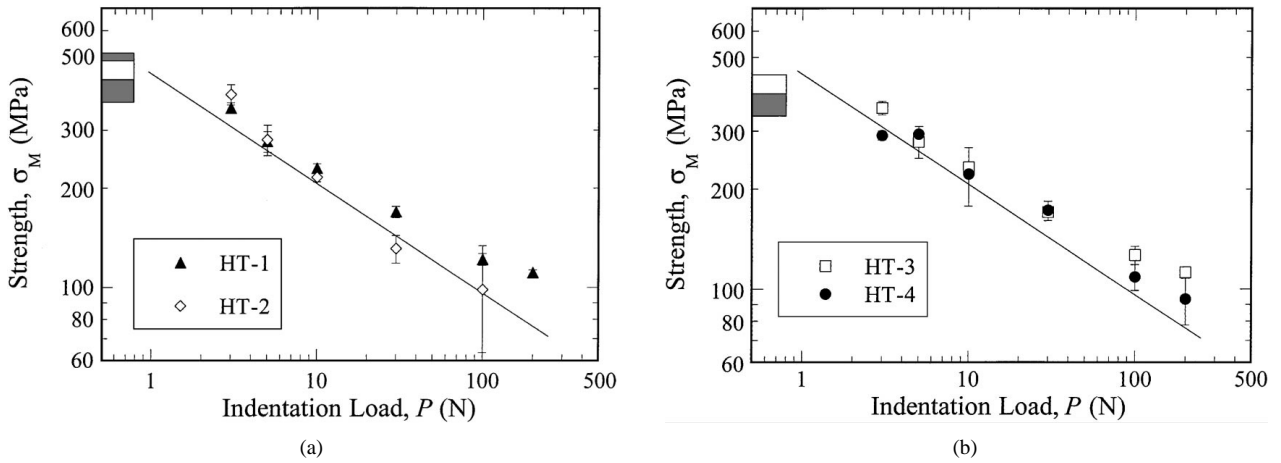 600
500
300
200
100
80
60
Strength, σM (MPa)
HT-1
HT-2
1
10
100
500
Indentation Load, P (N)
(a)
600
500
300
200
100
80
60
Strength, σM (MPa)
HT-3
HT-4
1
10
100
500
Indentation Load, P (N)
(b)